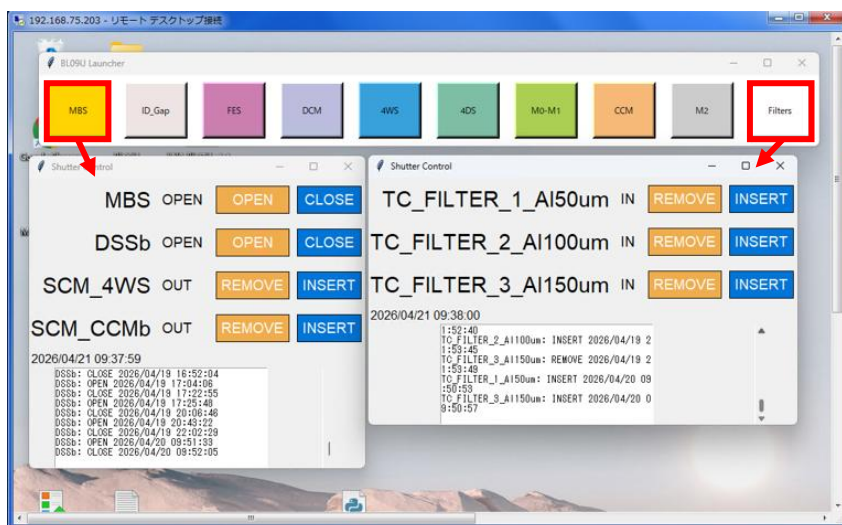 192.168.75.203 - リモート デスクトップ接続
BL09U Launcher
MBS
ID_Gap
FES
DCM
4WS
4DS
M0-M1
CCM
M2
Filters
Shutter Control
MBS OPEN OPEN CLOSE
DSSb OPEN OPEN CLOSE
SCM_4WS OUT REMOVE INSERT
SCM_CCMb OUT REMOVE INSERT
2026/04/21 09:37:59
DSSb: CLOSE 2026/04/19 16:52:04
DSSb: OPEN 2026/04/19 17:04:06
DSSb: CLOSE 2026/04/19 17:22:55
DSSb: OPEN 2026/04/19 17:25:48
DSSb: CLOSE 2026/04/19 20:06:46
DSSb: OPEN 2026/04/19 20:43:22
DSSb: CLOSE 2026/04/19 22:02:29
DSSb: OPEN 2026/04/20 09:51:33
DSSb: CLOSE 2026/04/20 09:52:05
Shutter Control
TC_FILTER_1_Al50um IN REMOVE INSERT
TC_FILTER_2_Al100um IN REMOVE INSERT
TC_FILTER_3_Al150um IN REMOVE INSERT
2026/04/21 09:38:00
1:52:40
TC_FILTER_2_Al100um: INSERT 2026/04/19 2
1:53:45
TC_FILTER_3_Al150um: REMOVE 2026/04/19 2
1:53:49
TC_FILTER_1_Al50um: INSERT 2026/04/20 09
:50:53
TC_FILTER_3_Al150um: INSERT 2026/04/20 0
9:50:57